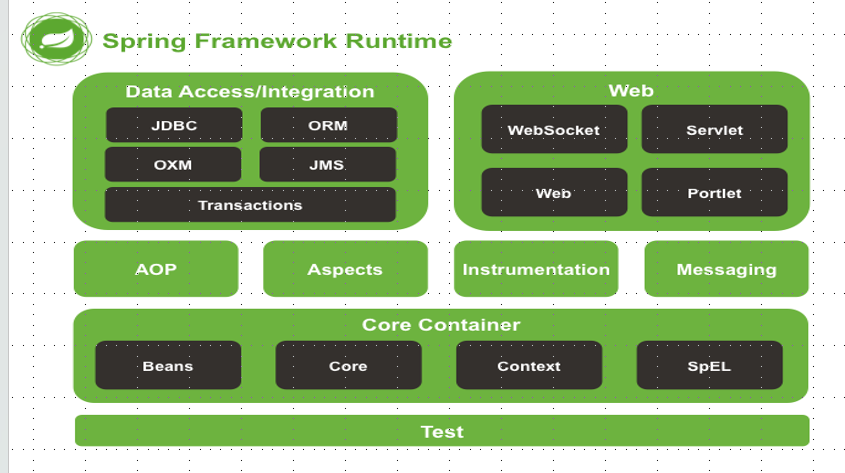 Spring Framework Runtime
Data Access/Integration
JDBC
ORM
OXM
JMS
Transactions
Web
WebSocket
Servlet
Web
Portlet
AOP
Aspects
Instrumentation
Messaging
Core Container
Beans
Core
Context
SpEL
Test